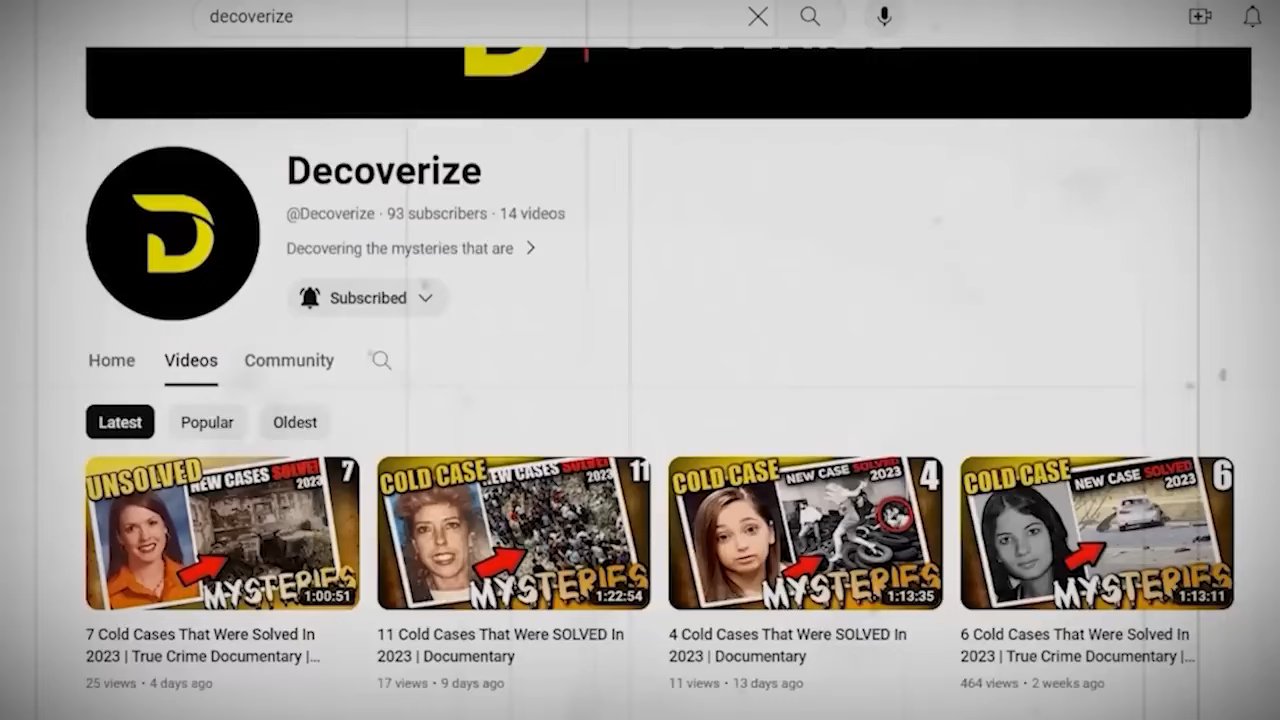 decoverize
Decoverize
@Decoverize · 93 subscribers · 14 videos
Decovering the mysteries that are
Subscribed
Home Videos Community
Latest Popular Oldest
UNSOLVED NEW CASES SOLVED 2023 7 MYSTERIES 1:00:51
COLD CASE NEW CASES SOLVED 2023 11 MYSTERIES 1:22:54
COLD CASE NEW CASE SOLVED 2023 4 MYSTERIES 1:13:35
COLD CASE NEW CASE SOLVED 2023 6 MYSTERIES 1:13:11
7 Cold Cases That Were Solved In
2023 | True Crime Documentary |...
25 views • 4 days ago
11 Cold Cases That Were SOLVED In
2023 | Documentary
17 views • 9 days ago
4 Cold Cases That Were SOLVED In
2023 | Documentary
11 views • 13 days ago
6 Cold Cases That Were Solved In
2023 | True Crime Documentary |...
464 views • 2 weeks ago